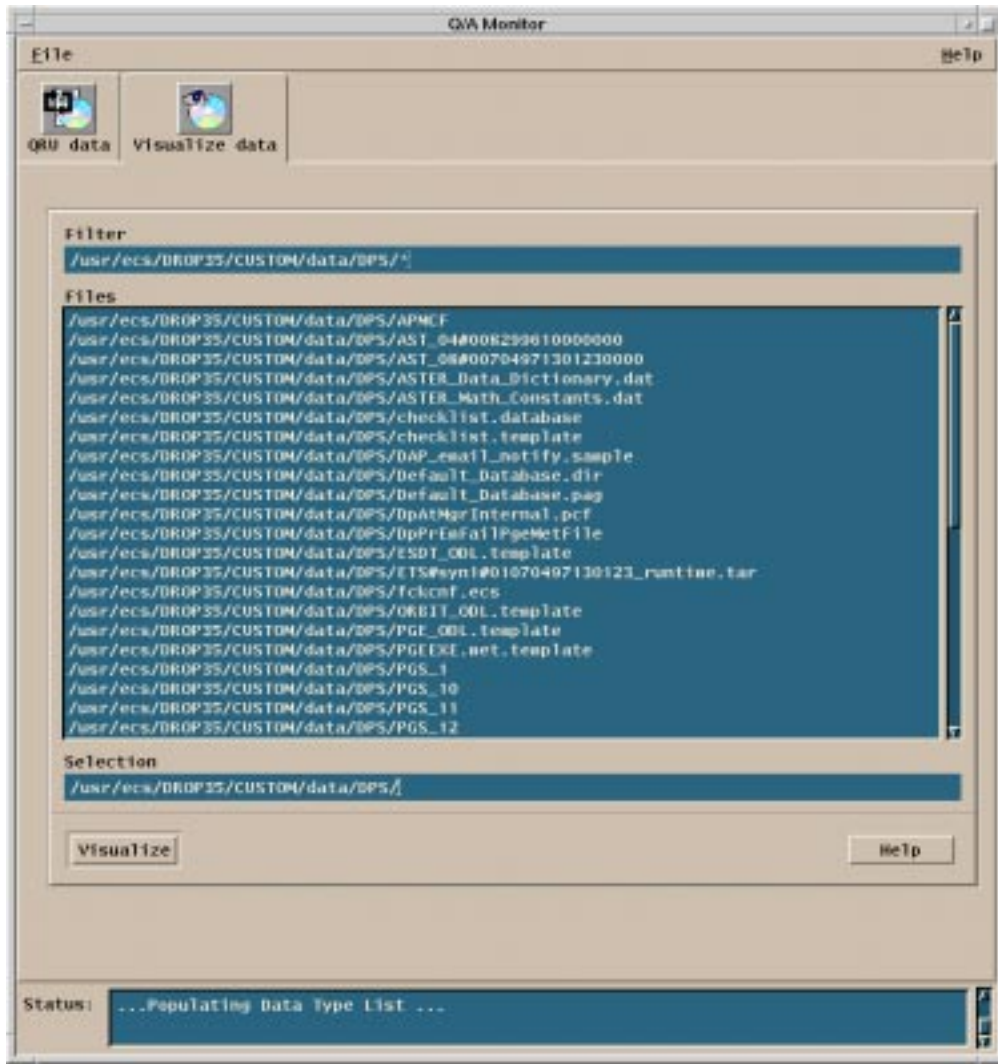 Q/A Monitor
File Help
QRU data Visualize data
Filter
/usr/ecs/DROP35/CUSTOM/data/DPS/*
Files
/usr/ecs/DROP35/CUSTOM/data/DPS/APMCF
/usr/ecs/DROP35/CUSTOM/data/DPS/AST_04#00829961000000
/usr/ecs/DROP35/CUSTOM/data/DPS/AST_08#00704971301230000
/usr/ecs/DROP35/CUSTOM/data/DPS/ASTER_Data_Dictionary.dat
/usr/ecs/DROP35/CUSTOM/data/DPS/ASTER_Math_Constants.dat
/usr/ecs/DROP35/CUSTOM/data/DPS/checklist.database
/usr/ecs/DROP35/CUSTOM/data/DPS/checklist.template
/usr/ecs/DROP35/CUSTOM/data/DPS/DAP_email_notify.sample
/usr/ecs/DROP35/CUSTOM/data/DPS/Default_Database.dir
/usr/ecs/DROP35/CUSTOM/data/DPS/Default_Database.pag
/usr/ecs/DROP35/CUSTOM/data/DPS/DpAtMgrInternal.pcf
/usr/ecs/DROP35/CUSTOM/data/DPS/DpPrEmFailPgeMetFile
/usr/ecs/DROP35/CUSTOM/data/DPS/ESDT_ODL.template
/usr/ecs/DROP35/CUSTOM/data/DPS/ETS#syn1#01070497130123_runtime.tar
/usr/ecs/DROP35/CUSTOM/data/DPS/fckcnf.ecs
/usr/ecs/DROP35/CUSTOM/data/DPS/ORBIT_ODL.template
/usr/ecs/DROP35/CUSTOM/data/DPS/PGE_ODL.template
/usr/ecs/DROP35/CUSTOM/data/DPS/PGEEXE.met.template
/usr/ecs/DROP35/CUSTOM/data/DPS/PGS_1
/usr/ecs/DROP35/CUSTOM/data/DPS/PGS_10
/usr/ecs/DROP35/CUSTOM/data/DPS/PGS_11
/usr/ecs/DROP35/CUSTOM/data/DPS/PGS_12
Selection
/usr/ecs/DROP35/CUSTOM/data/DPS/
Visualize Help
Status: ...Populating Data Type List ...